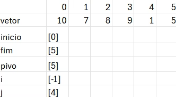 0 1 2 3 4 5
vetor 10 7 8 9 1 5
inicio [0]
fim [5]
pivo [5]
i [-1]
j [4]